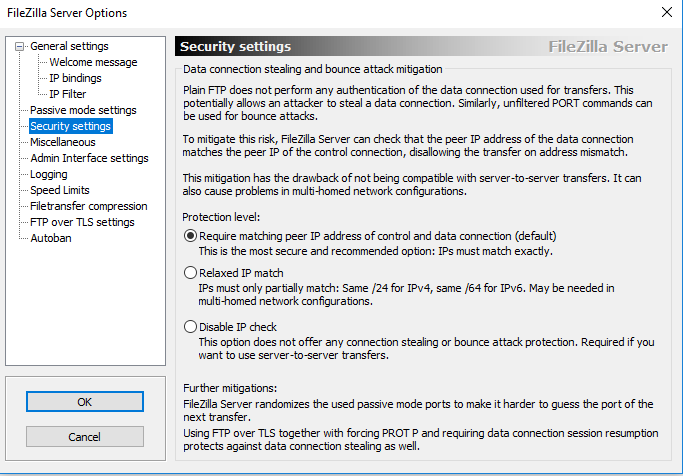 FileZilla Server Options
General settings
Welcome message
IP bindings
IP Filter
Passive mode settings
Security settings
Miscellaneous
Admin Interface settings
Logging
Speed Limits
Filetransfer compression
FTP over TLS settings
Autoban
OK
Cancel
Security settings
FileZilla Server
Data connection stealing and bounce attack mitigation
Plain FTP does not perform any authentication of the data connection used for transfers. This
potentially allows an attacker to steal a data connection. Similarly, unfiltered PORT commands can
be used for bounce attacks.
To mitigate this risk, FileZilla Server can check that the peer IP address of the data connection
matches the peer IP of the control connection, disallowing the transfer on address mismatch.
This mitigation has the drawback of not being compatible with server-to-server transfers. It can
also cause problems in multi-homed network configurations.
Protection level:
Require matching peer IP address of control and data connection (default)
This is the most secure and recommended option: IPs must match exactly.
Relaxed IP match
IPs must only partially match: Same /24 for IPv4, same /64 for IPv6. May be needed in
multi-homed network configurations.
Disable IP check
This option does not offer any connection stealing or bounce attack protection. Required if you
want to use server-to-server transfers.
Further mitigations:
FileZilla Server randomizes the used passive mode ports to make it harder to guess the port of the
next transfer.
Using FTP over TLS together with forcing PROT P and requiring data connection session resumption
protects against data connection stealing as well.